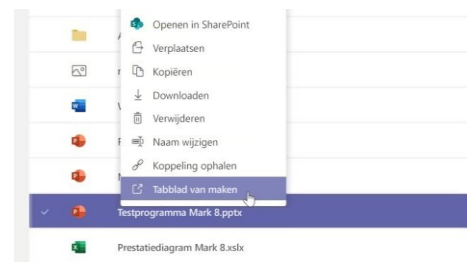 Openen in SharePoint
Verplaatsen
Kopiëren
Downloaden
Verwijderen
Naam wijzigen
Koppeling ophalen
Tabblad van maken
Testprogramma Mark 8.pptx
Prestatiediagram Mark 8.xslx